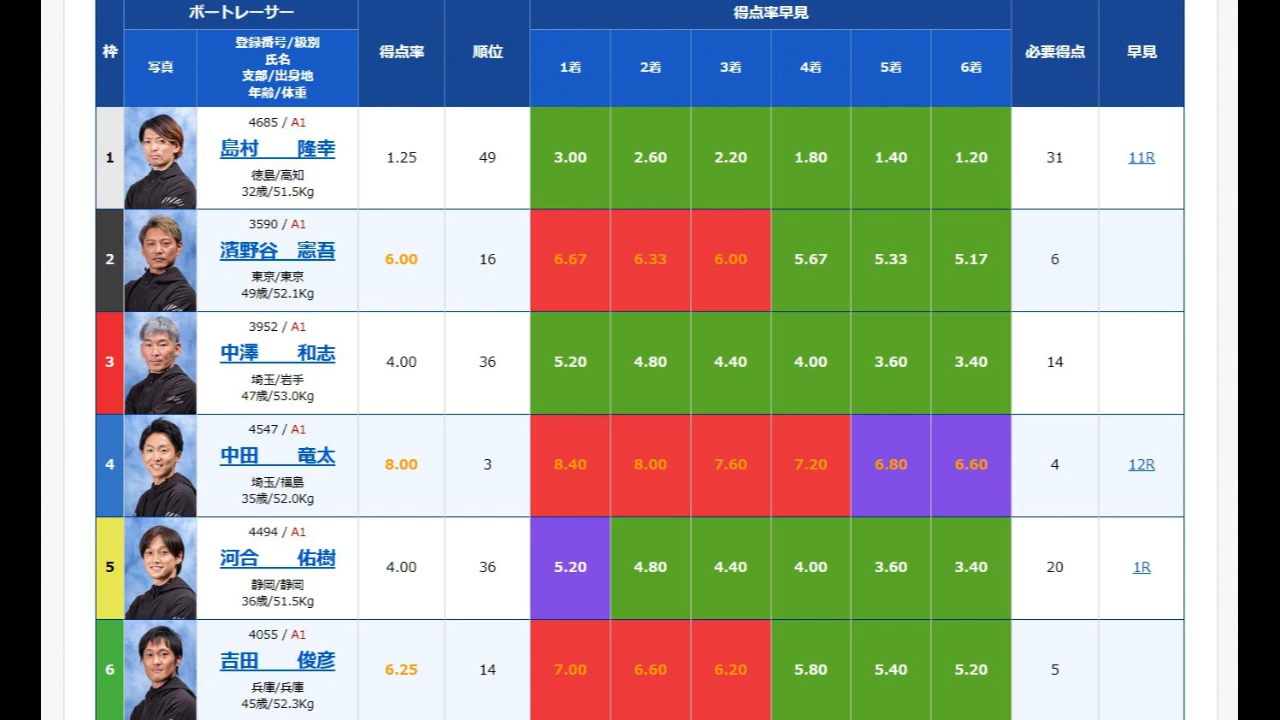 ボートレーサー 得点率早見
枠 写真 登録番号/級別 得点率 順位 1着 2着 3着 4着 5着 6着 必要得点 早見
氏名
支部/出身地
年齢/体重
4685 / A1
1 島村 隆幸 1.25 49 3.00 2.60 2.20 1.80 1.40 1.20 31 11R
徳島/高知
32歳/51.5Kg
3590 / A1
2 濱野谷 憲吾 6.00 16 6.67 6.33 6.00 5.67 5.33 5.17 6
東京/東京
49歳/52.1Kg
3952 / A1
3 中澤 和志 4.00 36 5.20 4.80 4.40 4.00 3.60 3.40 14
埼玉/岩手
47歳/53.0Kg
4547 / A1
4 中田 竜太 8.00 3 8.40 8.00 7.60 7.20 6.80 6.60 4 12R
埼玉/福島
35歳/52.0Kg
4494 / A1
5 河合 佑樹 4.00 36 5.20 4.80 4.40 4.00 3.60 3.40 20 1R
静岡/静岡
36歳/51.5Kg
4055 / A1
6 吉田 俊彦 6.25 14 7.00 6.60 6.20 5.80 5.40 5.20 5
兵庫/兵庫
45歳/52.3Kg